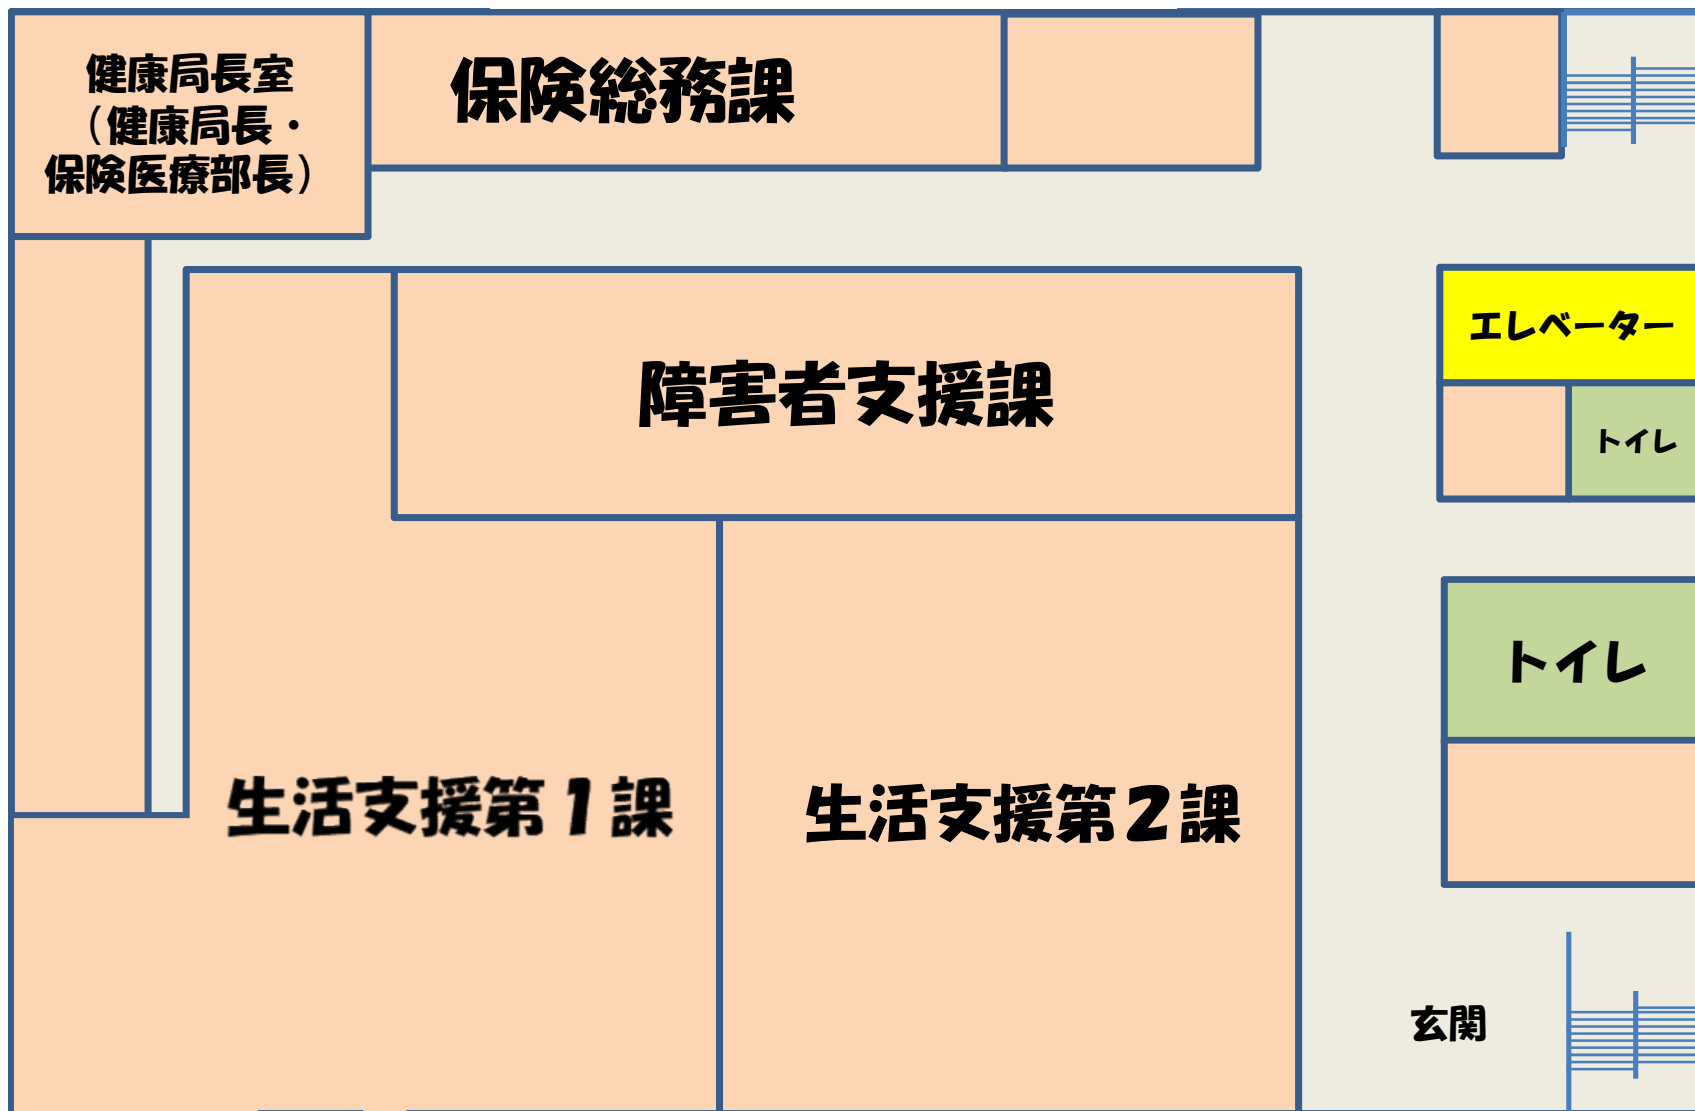 健康局長室
（健康局長・
保険医療部長）
保険総務課
障害者支援課
エレベーター
トイレ
トイレ
生活支援第１課
生活支援第２課
玄関